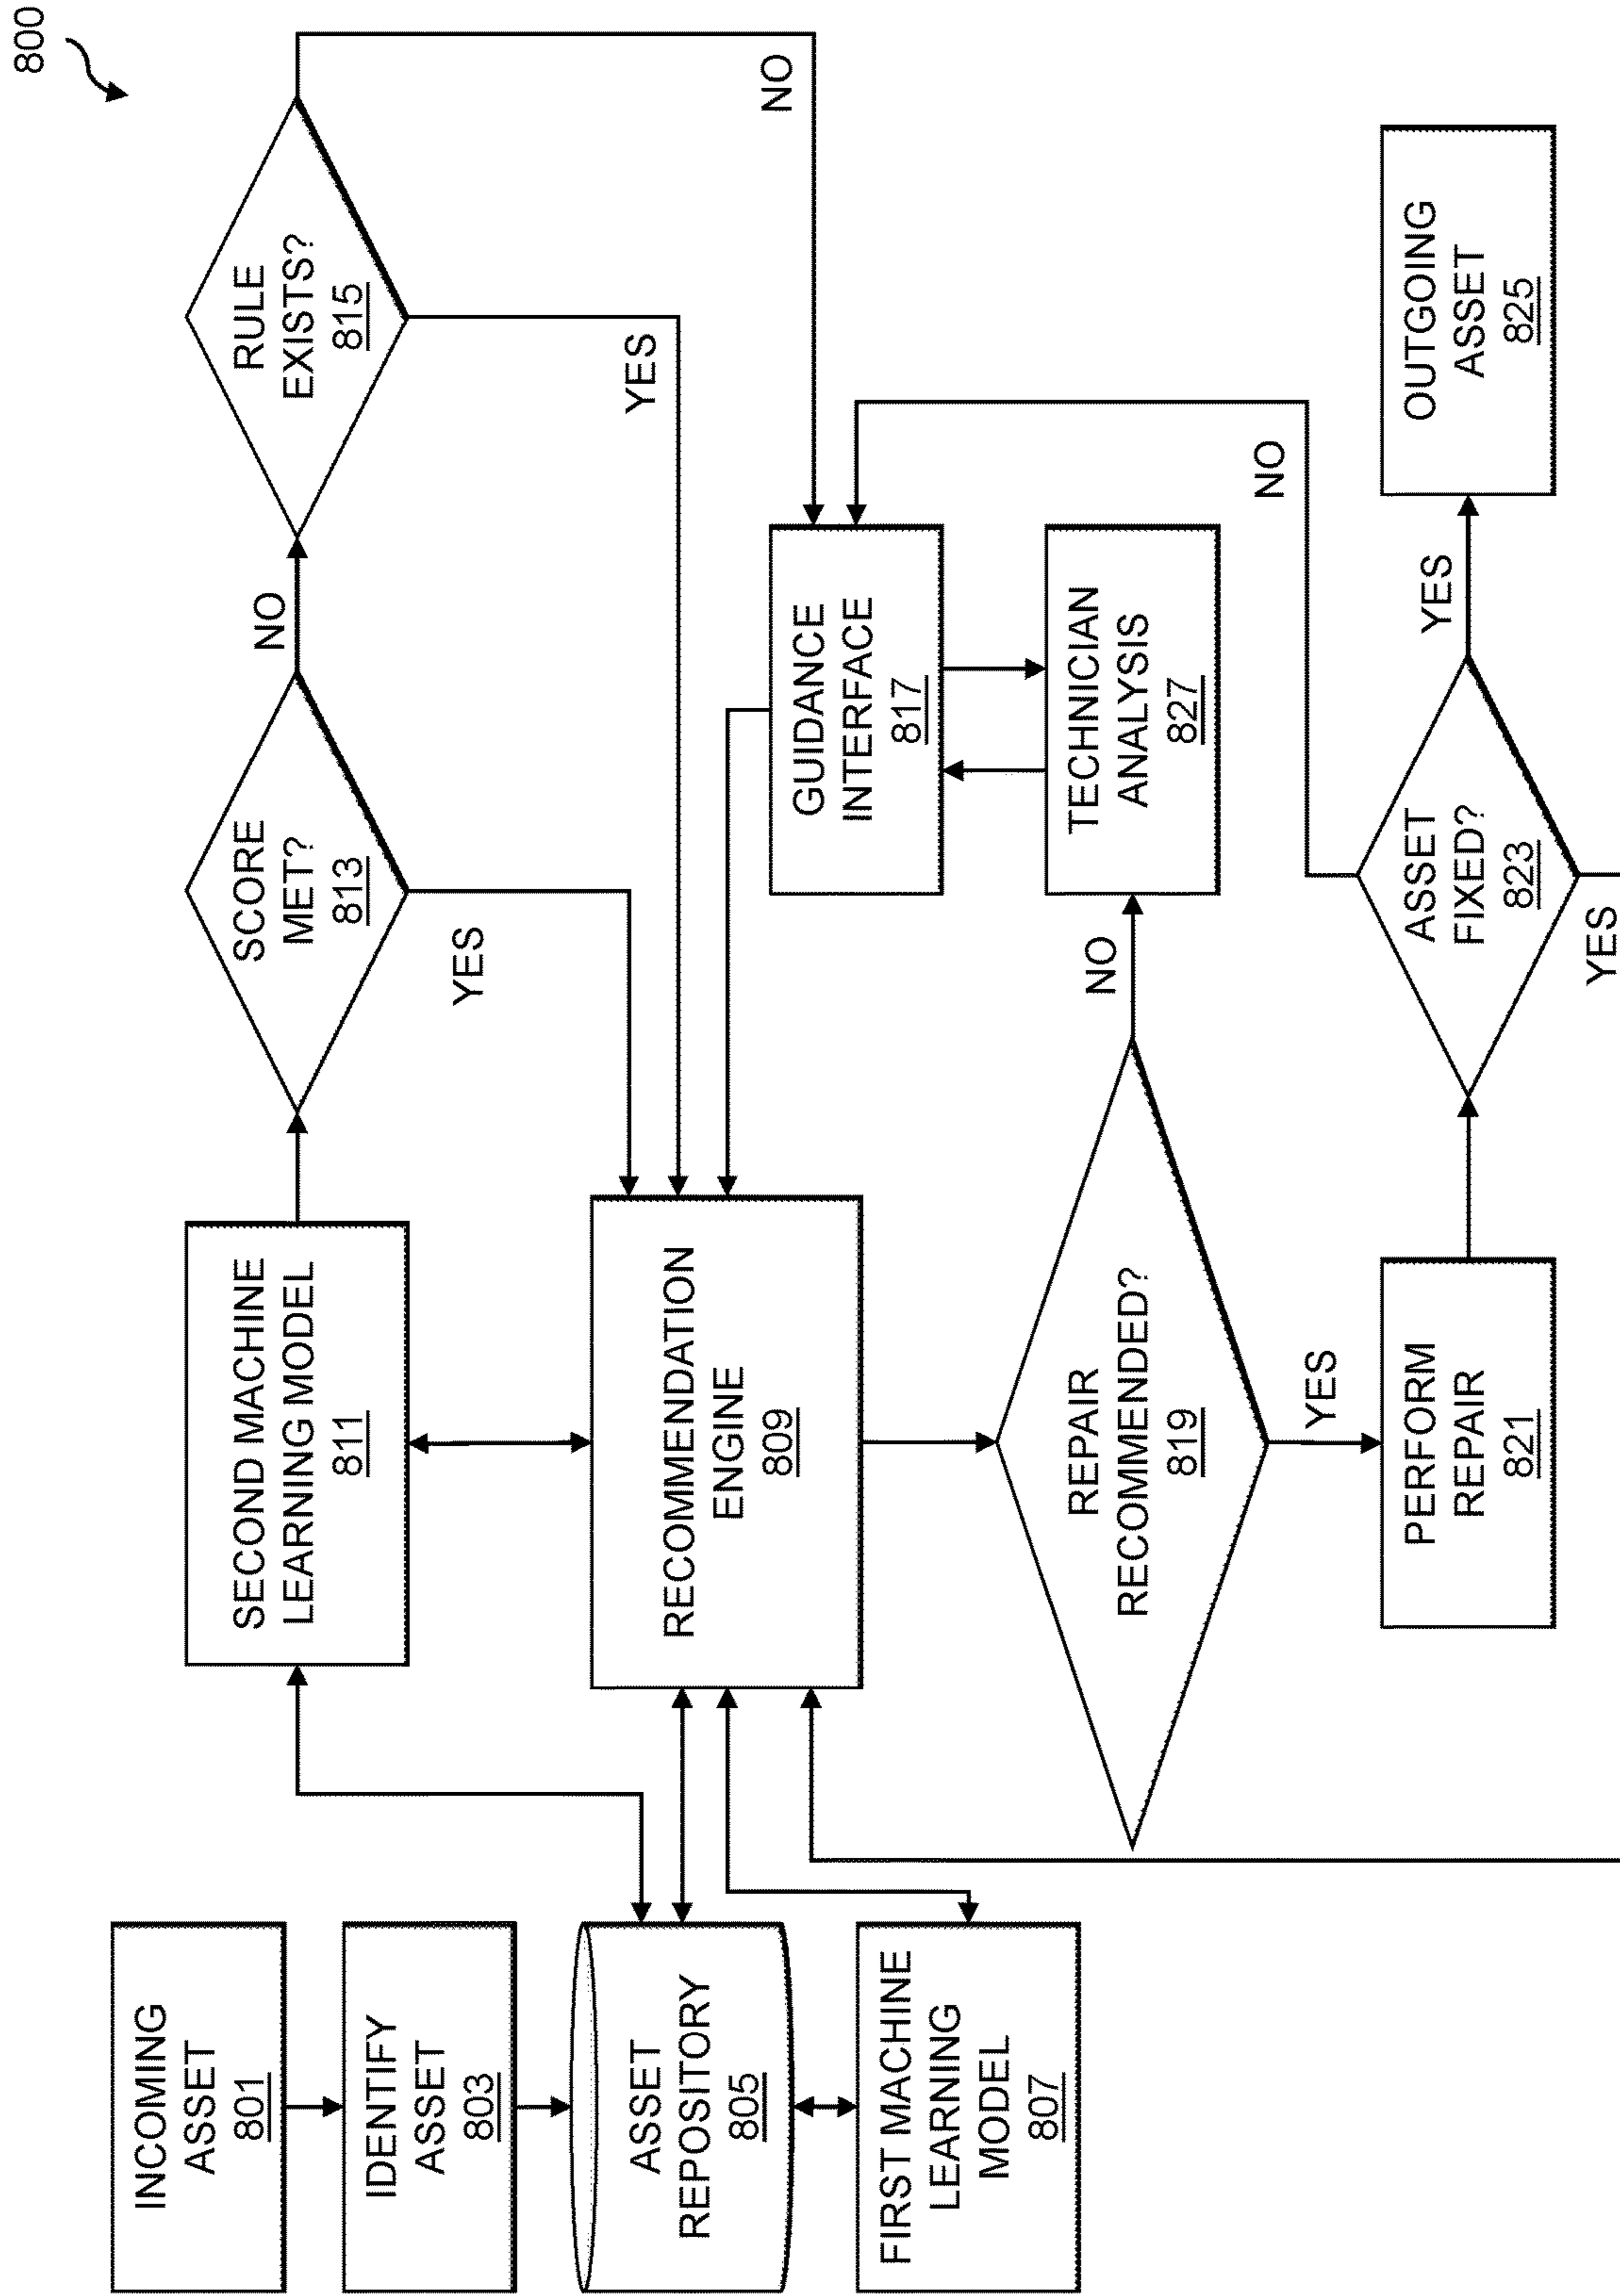 800
INCOMING
ASSET
801
IDENTIFY
ASSET
803
ASSET
REPOSITORY
805
FIRST MACHINE
LEARNING
MODEL
807
SECOND MACHINE
LEARNING MODEL
811
SCORE
MET?
813
NO
YES
RULE
EXISTS?
815
YES
NO
RECOMMENDATION
ENGINE
809
GUIDANCE
INTERFACE
817
TECHNICIAN
ANALYSIS
827
REPAIR
RECOMMENDED?
819
NO
YES
PERFORM
REPAIR
821
ASSET
FIXED?
823
NO
YES
YES
OUTGOING
ASSET
825